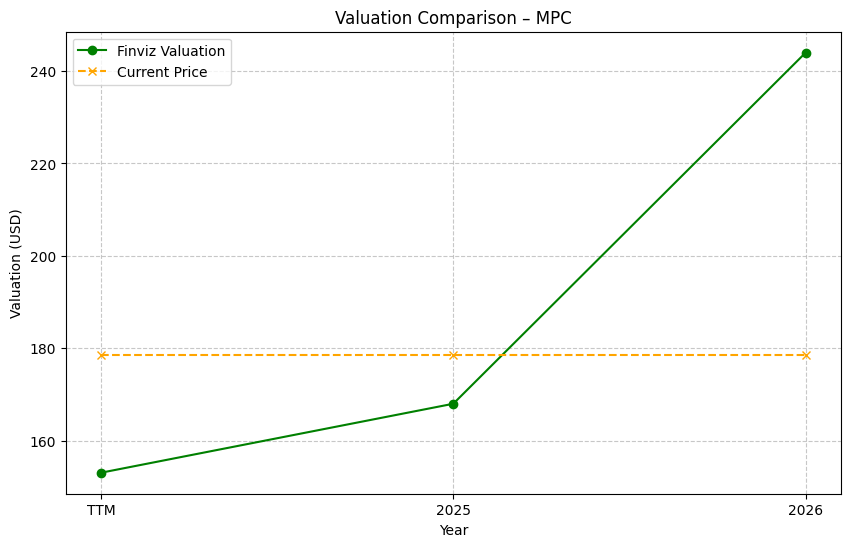 Valuation Comparison – MPC
Finviz Valuation
Current Price
Valuation (USD)
240
220
200
180
160
TTM
2025
2026
Year